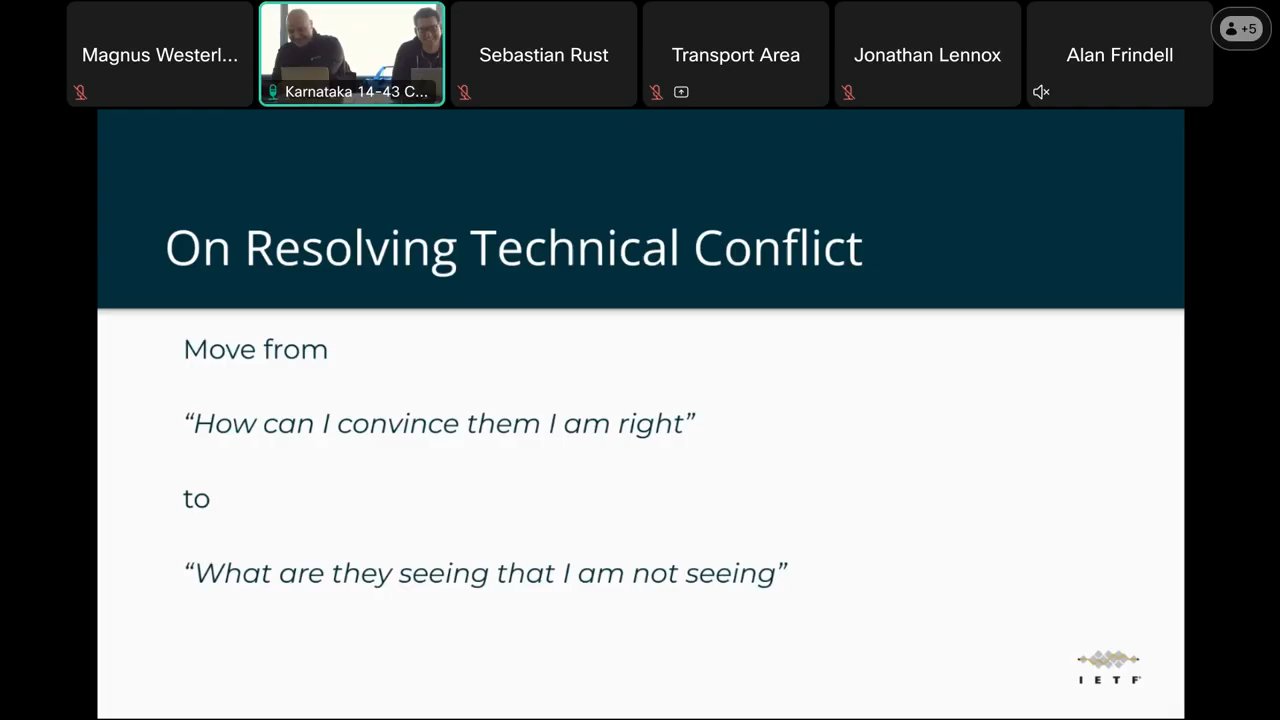 Magnus Westerl...
Karnataka 14-43 C...
Sebastian Rust
Transport Area
Jonathan Lennox
Alan Frindell
+5
On Resolving Technical Conflict
Move from
“How can I convince them I am right”
to
“What are they seeing that I am not seeing”
I E T F